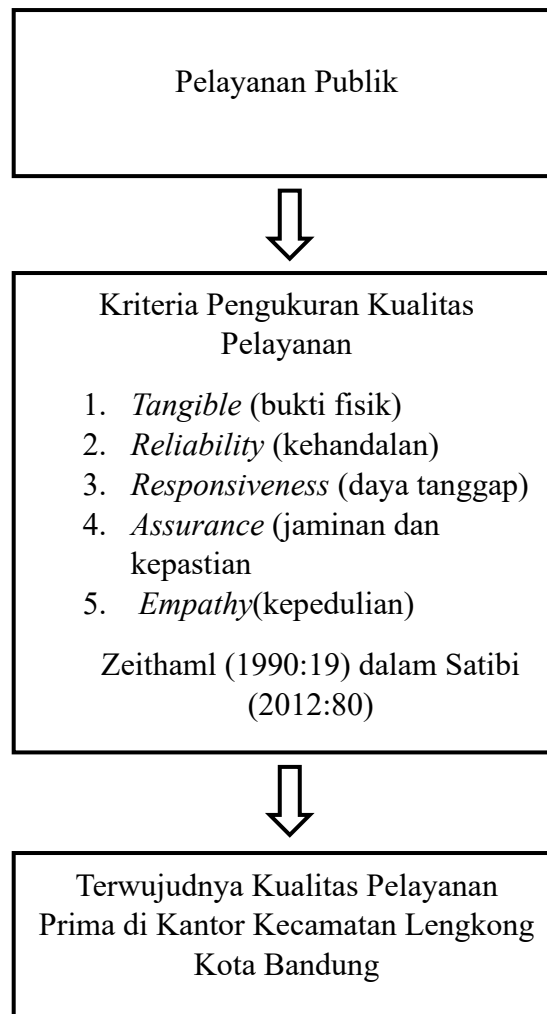 Pelayanan Publik
Kriteria Pengukuran Kualitas
Pelayanan
1. Tangible (bukti fisik)
2. Reliability (kehandalan)
3. Responsiveness (daya tanggap)
4. Assurance (jaminan dan
kepastian
5. Empathy(kepedulian)
Zeithaml (1990:19) dalam Satibi
(2012:80)
Terwujudnya Kualitas Pelayanan
Prima di Kantor Kecamatan Lengkong
Kota Bandung